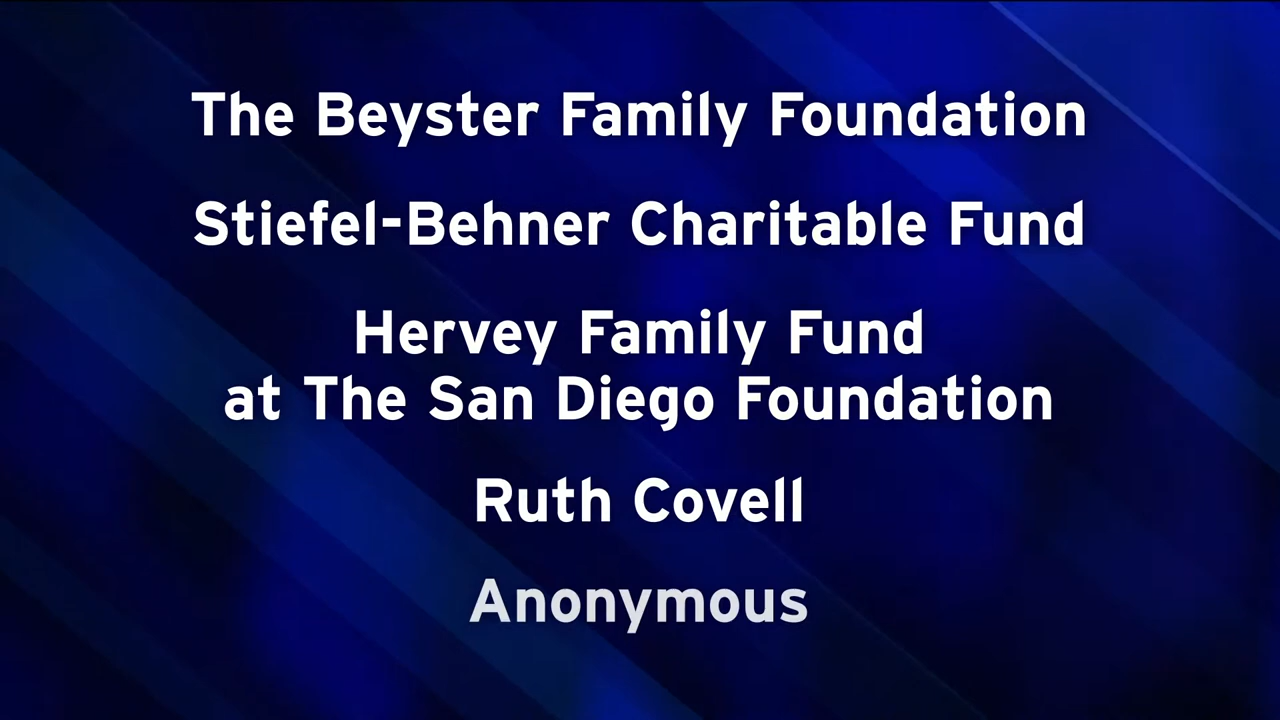 The Beyster Family Foundation
Stiefel-Behner Charitable Fund
Hervey Family Fund
at The San Diego Foundation
Ruth Covell
Anonymous